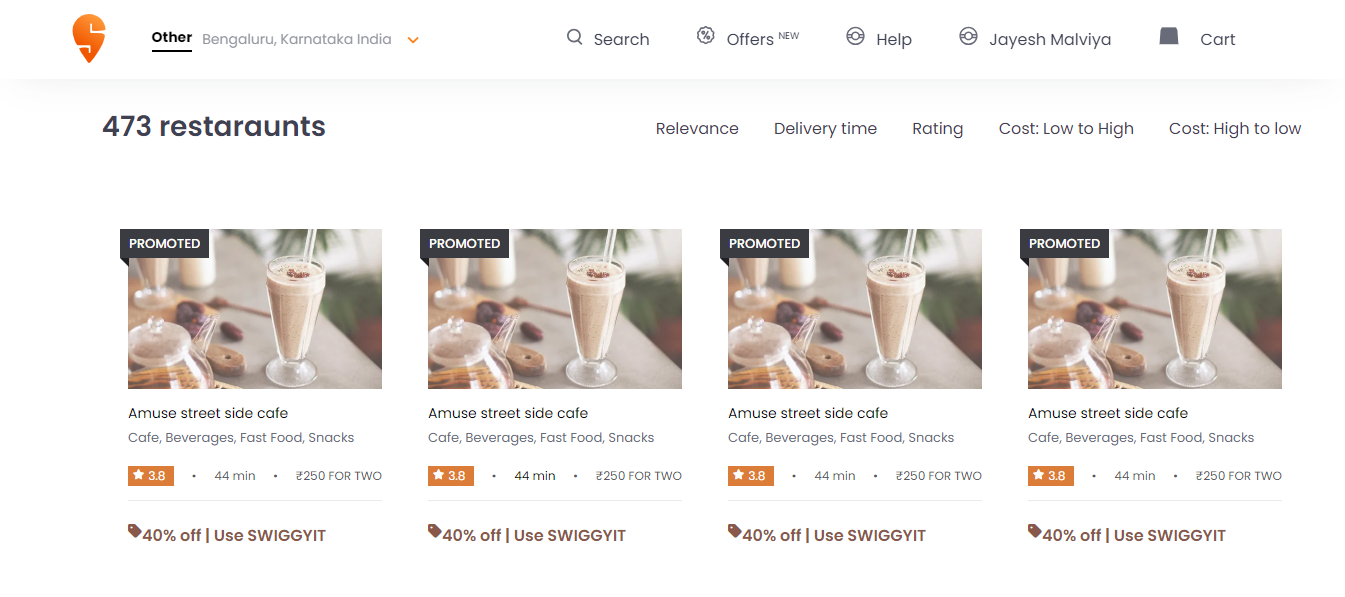 Other Bengaluru, Karnataka India Search Offers NEW Help Jayesh Malviya Cart
473 restaraunts Relevance Delivery time Rating Cost: Low to High Cost: High to low
PROMOTED PROMOTED PROMOTED PROMOTED
Amuse street side cafe Amuse street side cafe Amuse street side cafe Amuse street side cafe
Cafe, Beverages, Fast Food, Snacks Cafe, Beverages, Fast Food, Snacks Cafe, Beverages, Fast Food, Snacks Cafe, Beverages, Fast Food, Snacks
3.8 • 44 min • ₹250 FOR TWO 3.8 • 44 min • ₹250 FOR TWO 3.8 • 44 min • ₹250 FOR TWO 3.8 • 44 min • ₹250 FOR TWO
40% off | Use SWIGGYIT 40% off | Use SWIGGYIT 40% off | Use SWIGGYIT 40% off | Use SWIGGYIT